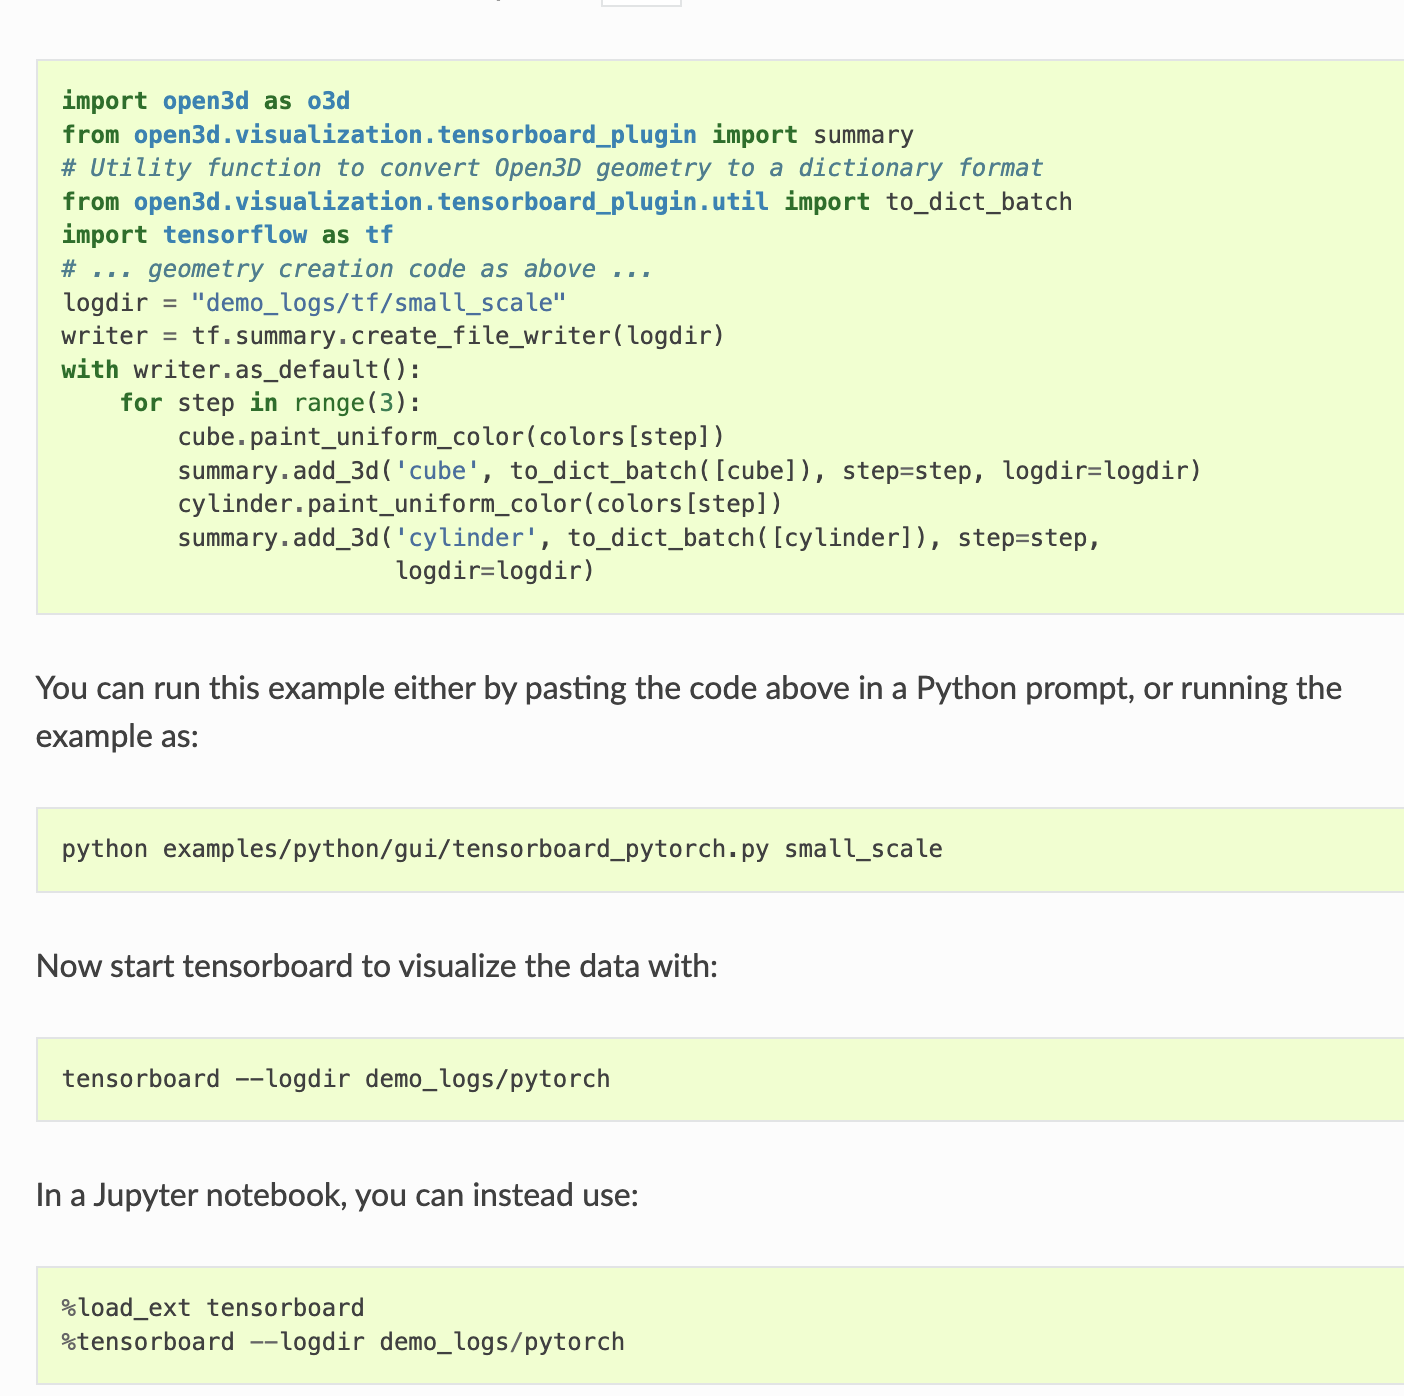 import open3d as o3d
from open3d.visualization.tensorboard_plugin import summary
# Utility function to convert Open3D geometry to a dictionary format
from open3d.visualization.tensorboard_plugin.util import to_dict_batch
import tensorflow as tf
# ... geometry creation code as above ...
logdir = "demo_logs/tf/small_scale"
writer = tf.summary.create_file_writer(logdir)
with writer.as_default():
    for step in range(3):
        cube.paint_uniform_color(colors[step])
        summary.add_3d('cube', to_dict_batch([cube]), step=step, logdir=logdir)
        cylinder.paint_uniform_color(colors[step])
        summary.add_3d('cylinder', to_dict_batch([cylinder]), step=step,
                       logdir=logdir)
You can run this example either by pasting the code above in a Python prompt, or running the
example as:
python examples/python/gui/tensorboard_pytorch.py small_scale
Now start tensorboard to visualize the data with:
tensorboard --logdir demo_logs/pytorch
In a Jupyter notebook, you can instead use:
%load_ext tensorboard
%tensorboard --logdir demo_logs/pytorch